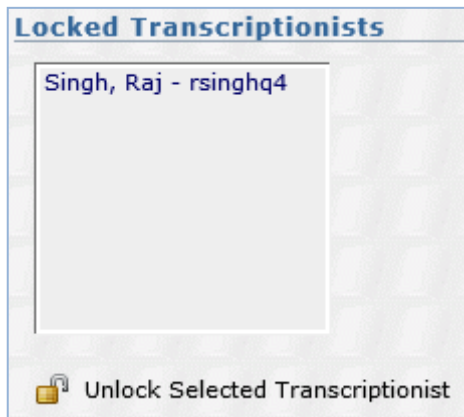 Locked Transcriptionists
Singh, Raj - rsinghq4
Unlock Selected Transcriptionist